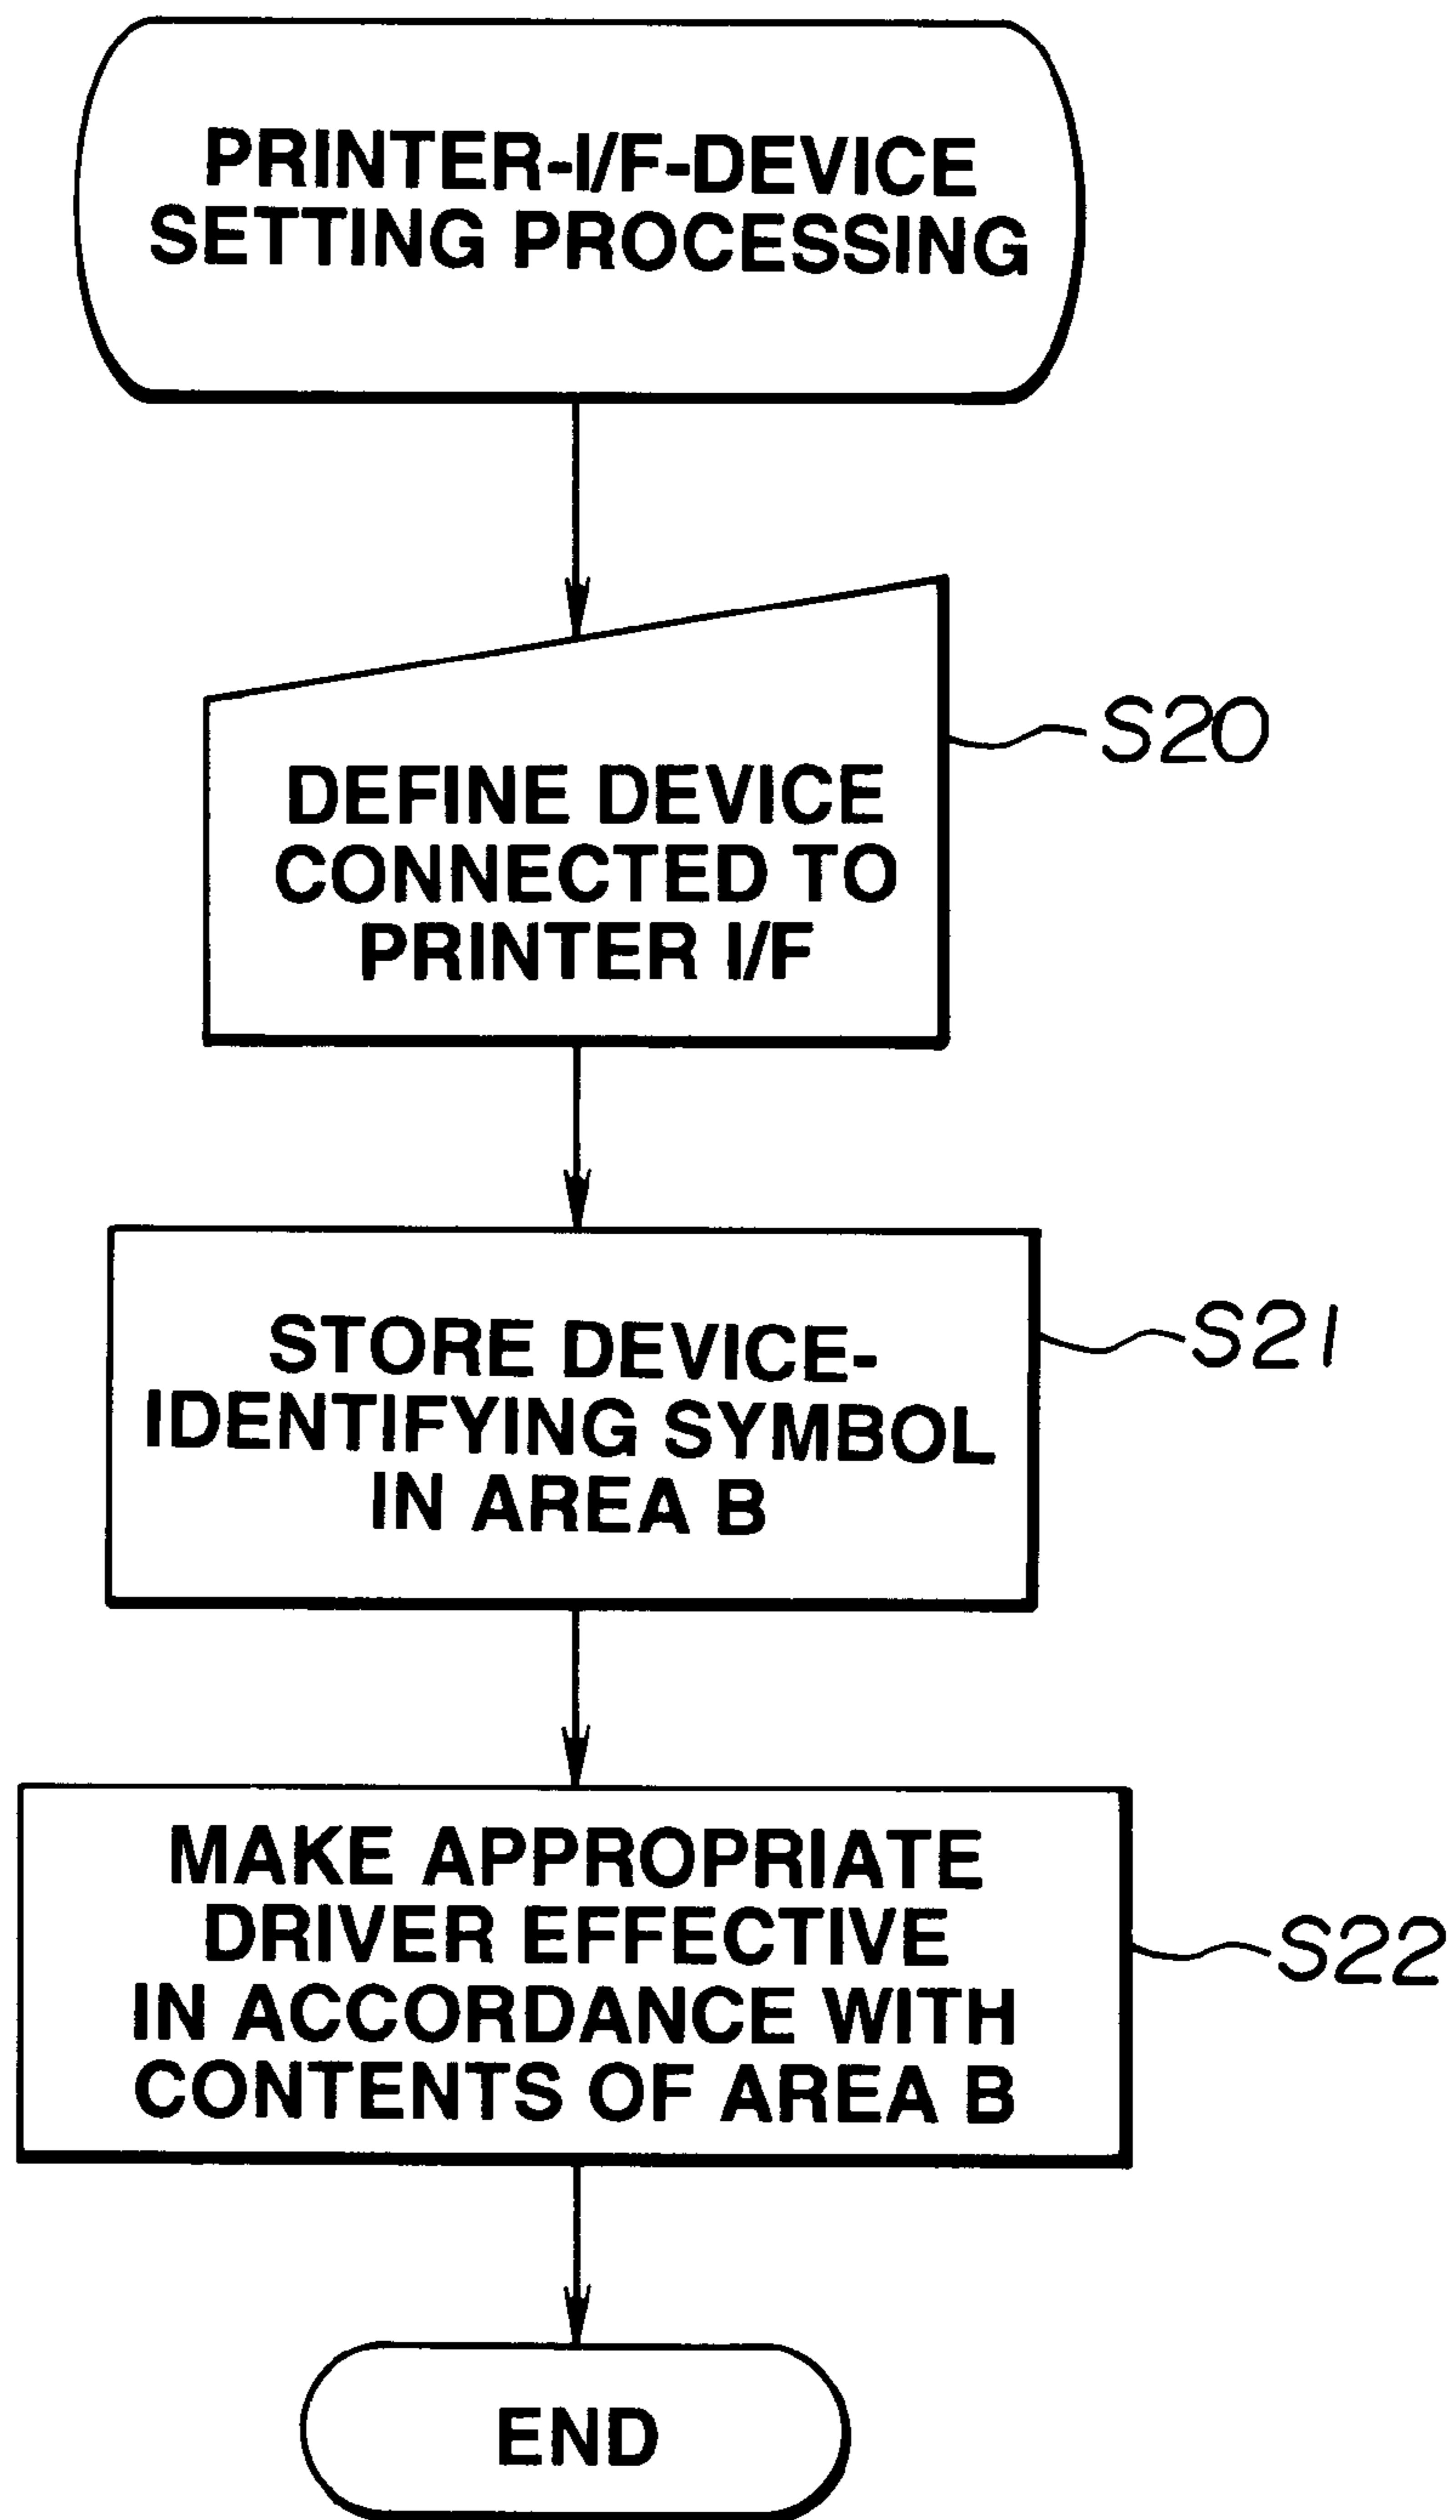 PRINTER-I/F-DEVICE
SETTING PROCESSING
S20
DEFINE DEVICE
CONNECTED TO
PRINTER I/F
S21
STORE DEVICE-
IDENTIFYING SYMBOL
IN AREA B
MAKE APPROPRIATE
DRIVER EFFECTIVE
S22
IN ACCORDANCE WITH
CONTENTS OF AREA B
END